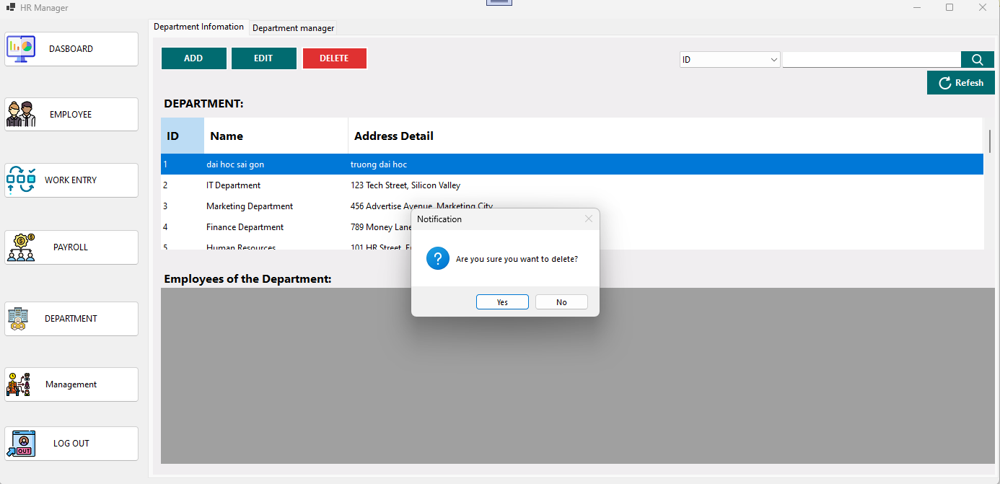 HR Manager
DASBOARD
EMPLOYEE
WORK ENTRY
PAYROLL
DEPARTMENT
Management
OUT
LOG OUT
Department Infomation
Department manager
ADD
EDIT
DELETE
ID
Refesh
DEPARTMENT:
ID Name Address Detail
1 dai hoc sai gon truong dai hoc
2 IT Department 123 Tech Street, Silicon Valley
3 Marketing Department 456 Advertise Avenue, Marketing City
4 Finance Department 789 Money Lane
5 Human Resources 101 HR Street,
Employees of the Department:
Notification
Are you sure you want to delete?
Yes
No